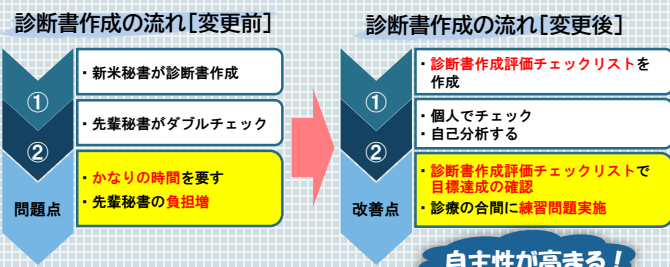 診断書作成の流れ[変更前]
①
・新米秘書が診断書作成
②
・先輩秘書がダブルチェック
問題点
・かなりの時間を要す
・先輩秘書の負担増
診断書作成の流れ[変更後]
①
・診断書作成評価チェックリストを
作成
②
・個人でチェック
・自己分析する
改善点
・診断書作成評価チェックリストで
目標達成の確認
・診療の合間に練習問題実施
自主性が高まる！